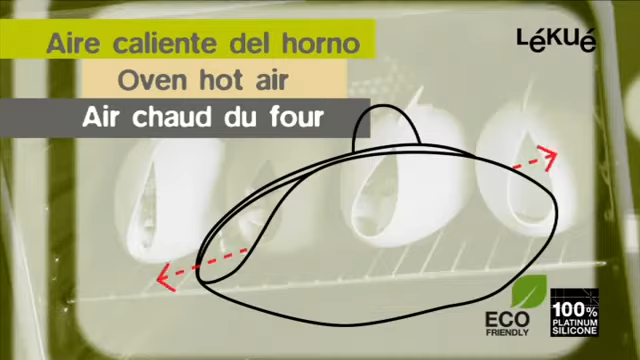 Aire caliente del horno
LéKUé
Oven hot air
Air chaud du four
ECO
FRIENDLY
100%
PLATINUM
SILICONE